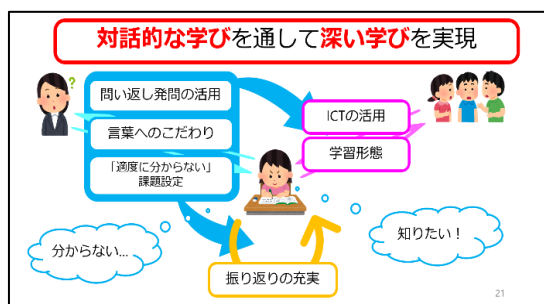 対話的な学びを通して深い学びを実現
?
問い返し発問の活用
言葉へのこだわり
「適度に分からない」
課題設定
ICTの活用
学習形態
分からない…
知りたい！
振り返りの充実
21